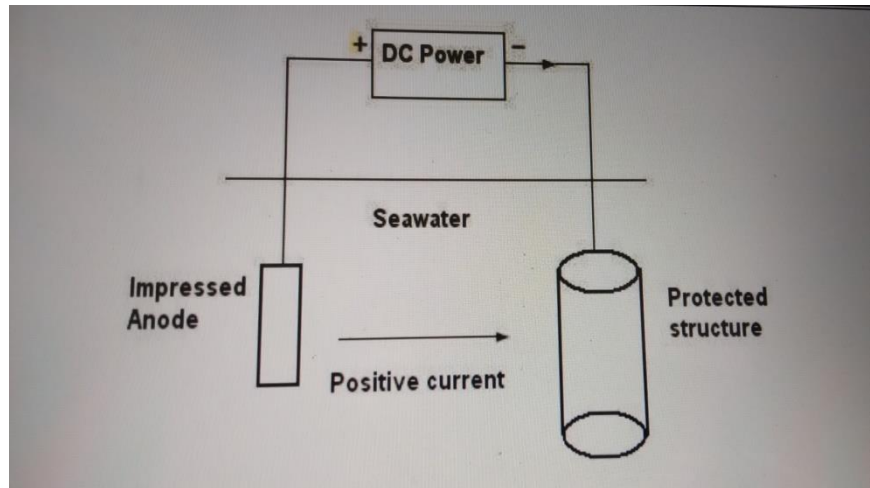 + DC Power −
Seawater
Impressed
Anode
Protected
structure
Positive current